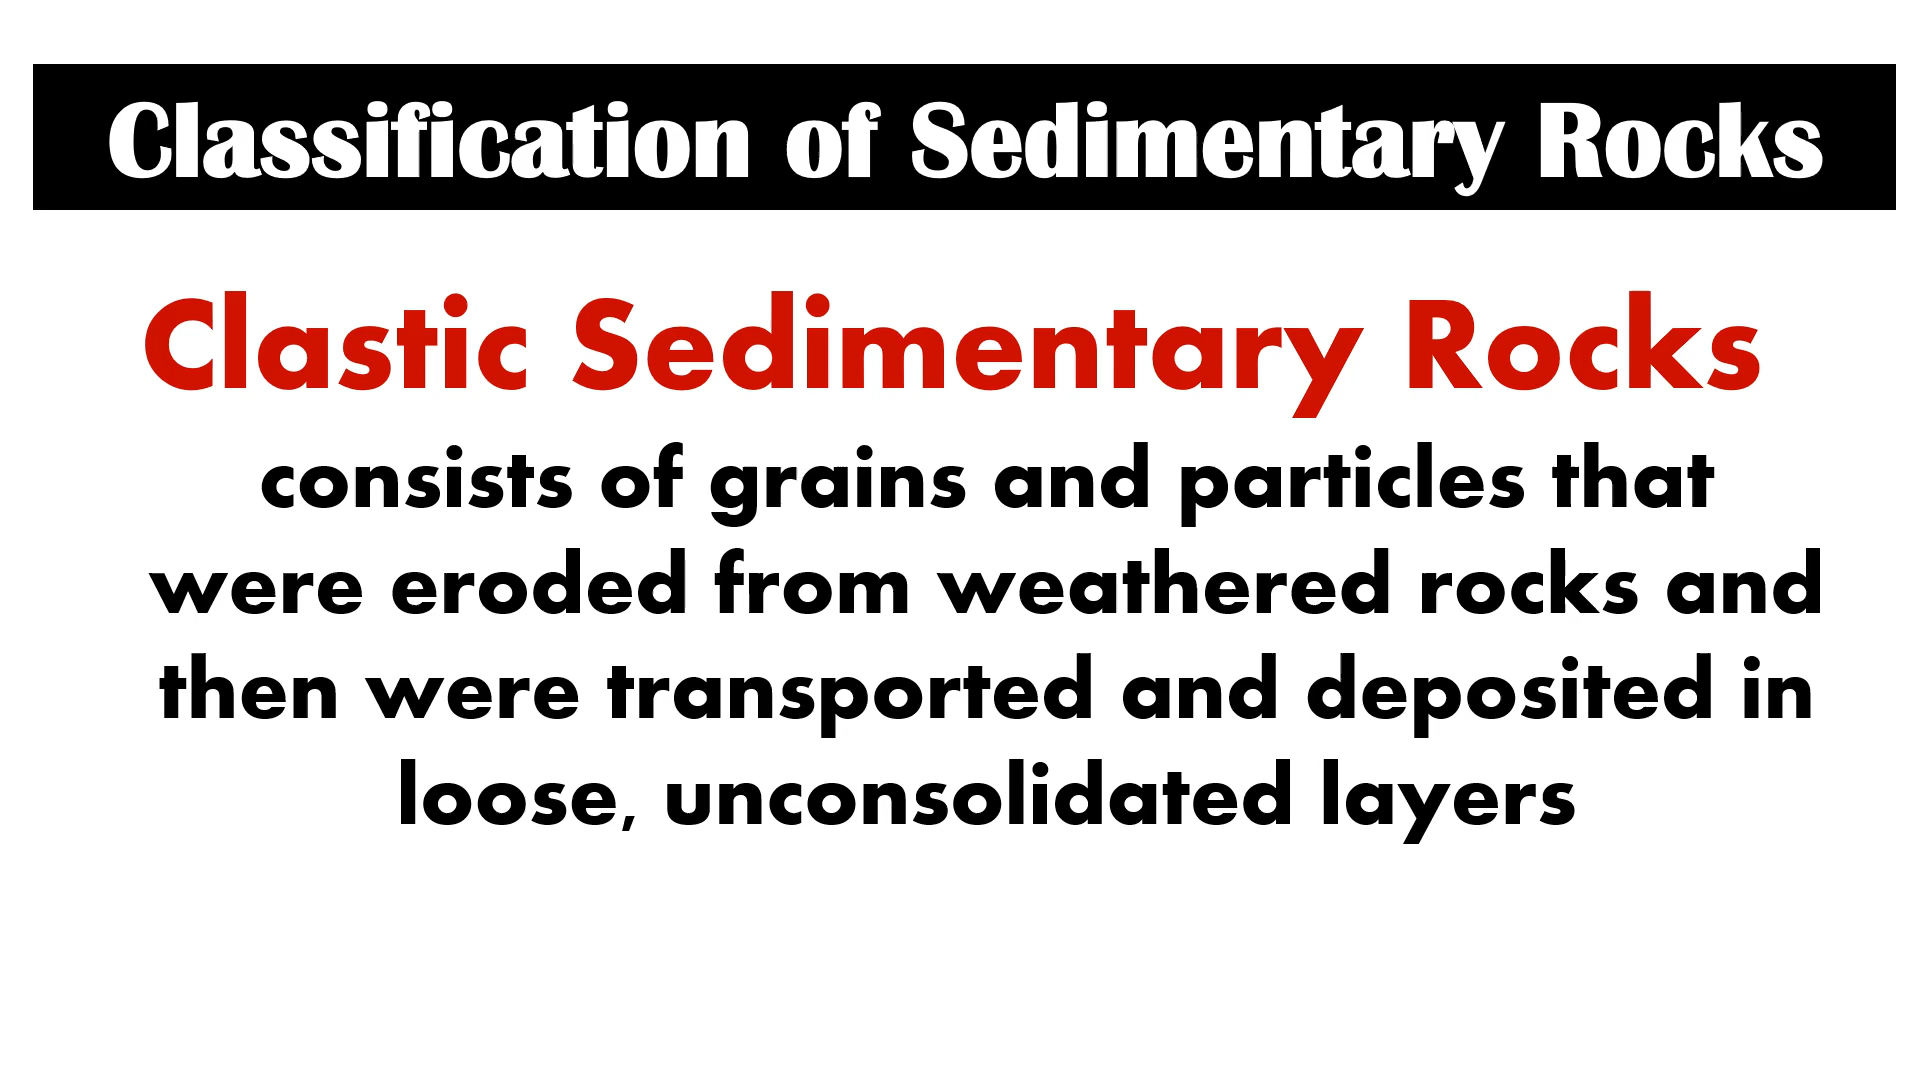 Classification of Sedimentary Rocks
Clastic Sedimentary Rocks
consists of grains and particles that
were eroded from weathered rocks and
then were transported and deposited in
loose, unconsolidated layers